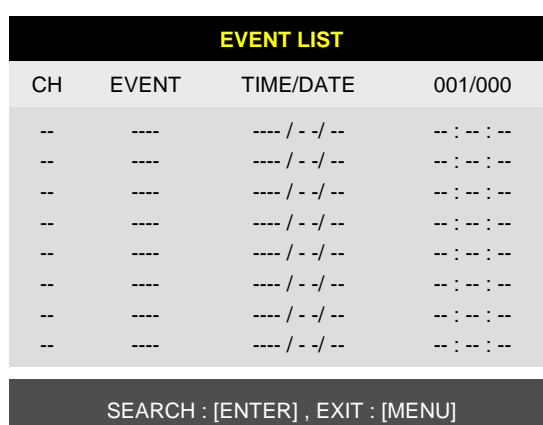 EVENT LIST
CH EVENT TIME/DATE 001/000
-- ---- ---- / - -/ -- -- : -- : --
-- ---- ---- / - -/ -- -- : -- : --
-- ---- ---- / - -/ -- -- : -- : --
-- ---- ---- / - -/ -- -- : -- : --
-- ---- ---- / - -/ -- -- : -- : --
-- ---- ---- / - -/ -- -- : -- : --
-- ---- ---- / - -/ -- -- : -- : --
-- ---- ---- / - -/ -- -- : -- : --
SEARCH : [ENTER] , EXIT : [MENU]